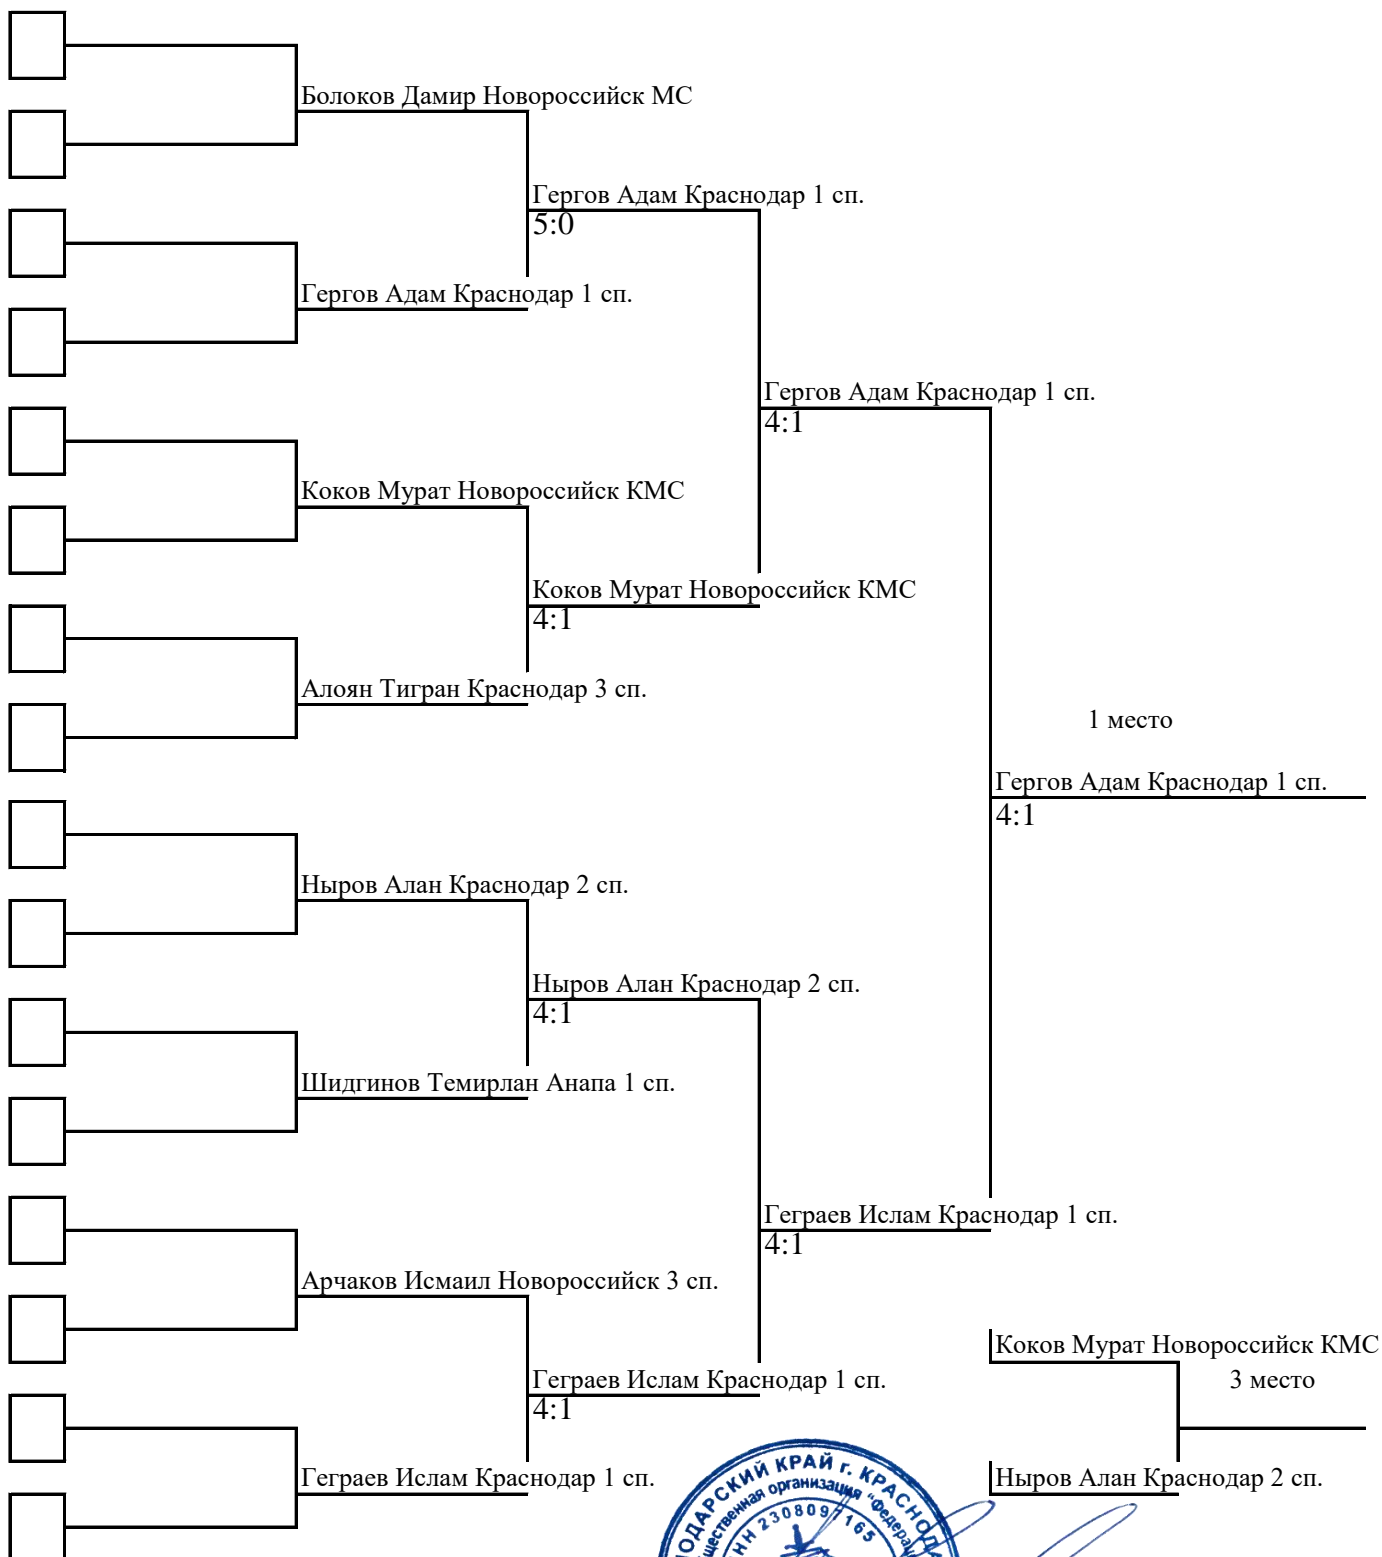 Болоков Дамир Новороссийск МС
Гергов Адам Краснодар 1 сп.
5:0
Гергов Адам Краснодар 1 сп.
Гергов Адам Краснодар 1 сп.
4:1
Коков Мурат Новороссийск КМС
Коков Мурат Новороссийск КМС
4:1
Алоян Тигран Краснодар 3 сп.
1 место
Гергов Адам Краснодар 1 сп.
4:1
Ныров Алан Краснодар 2 сп.
Ныров Алан Краснодар 2 сп.
4:1
Шидгинов Темирлан Анапа 1 сп.
Геграев Ислам Краснодар 1 сп.
4:1
Арчаков Исмаил Новороссийск 3 сп.
Коков Мурат Новороссийск КМС
3 место
Геграев Ислам Краснодар 1 сп.
4:1
Геграев Ислам Краснодар 1 сп.
Ныров Алан Краснодар 2 сп.
КРАЙ г.
организация
2308097165